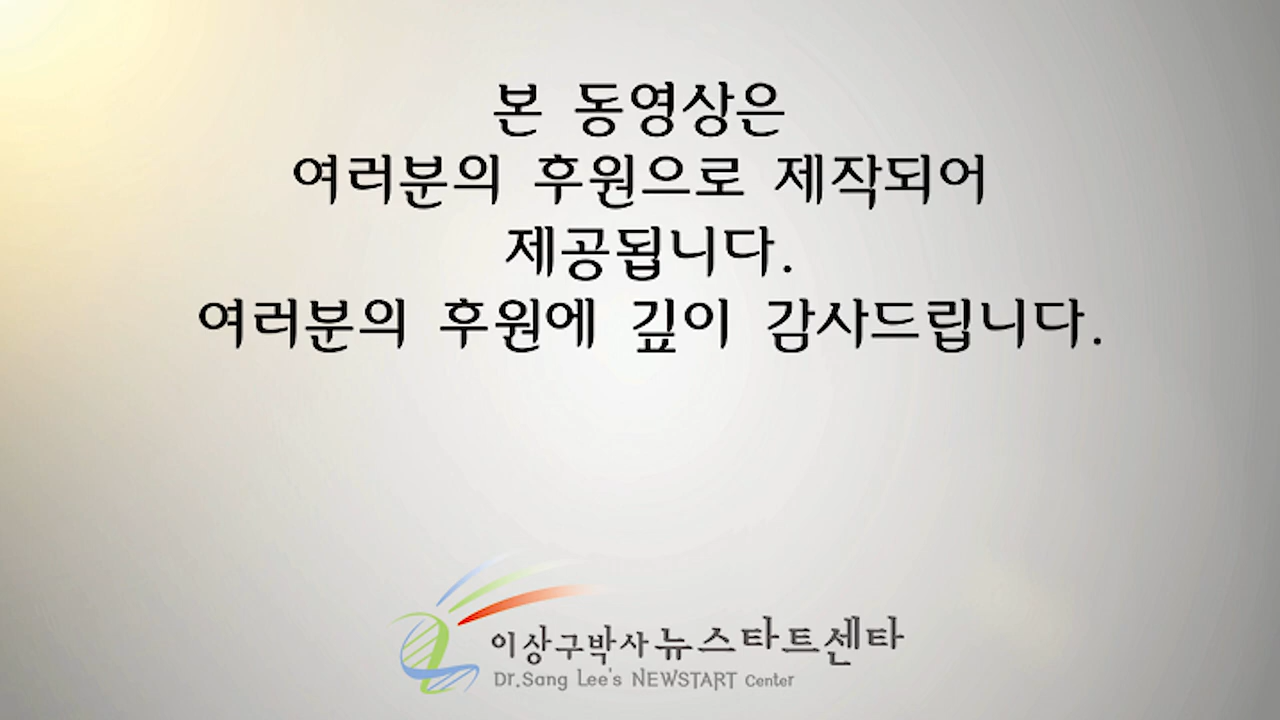 본 동영상은
여러분의 후원으로 제작되어
제공됩니다.
여러분의 후원에 깊이 감사드립니다.
이상구박사 뉴스타트센타
Dr.Sang Lee's NEWSTART Center